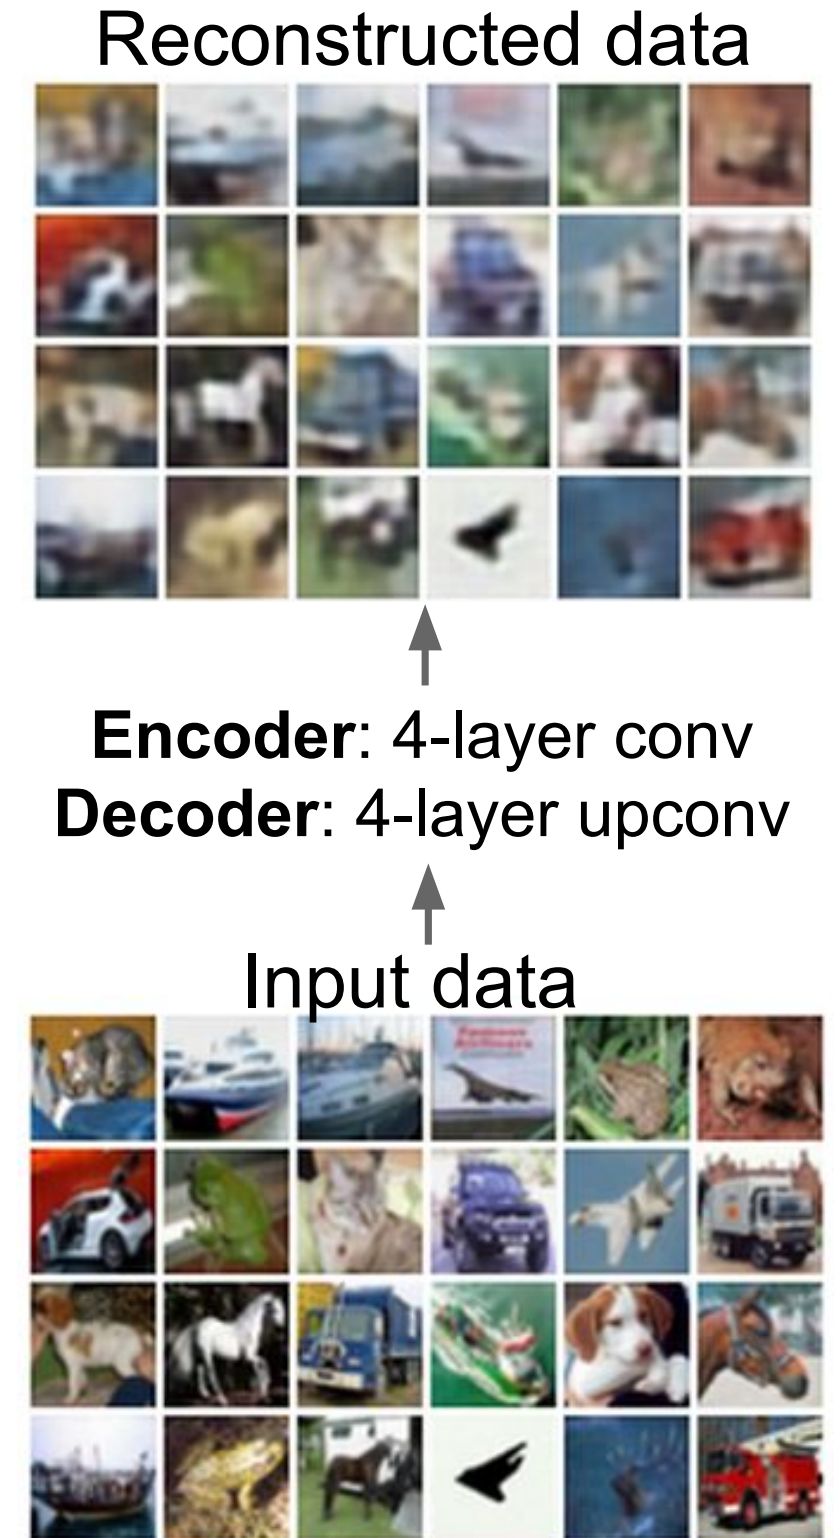 Reconstructed data
Encoder: 4-layer conv
Decoder: 4-layer upconv
Input data